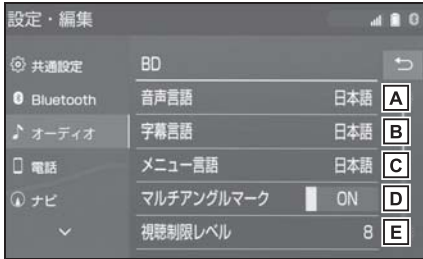 設定・編集
共通設定
Bluetooth
オーディオ
電話
ナビ
BD
音声言語 日本語 A
字幕言語 日本語 B
メニュー言語 日本語 C
マルチアングルマーク ON D
視聴制限レベル 8 E